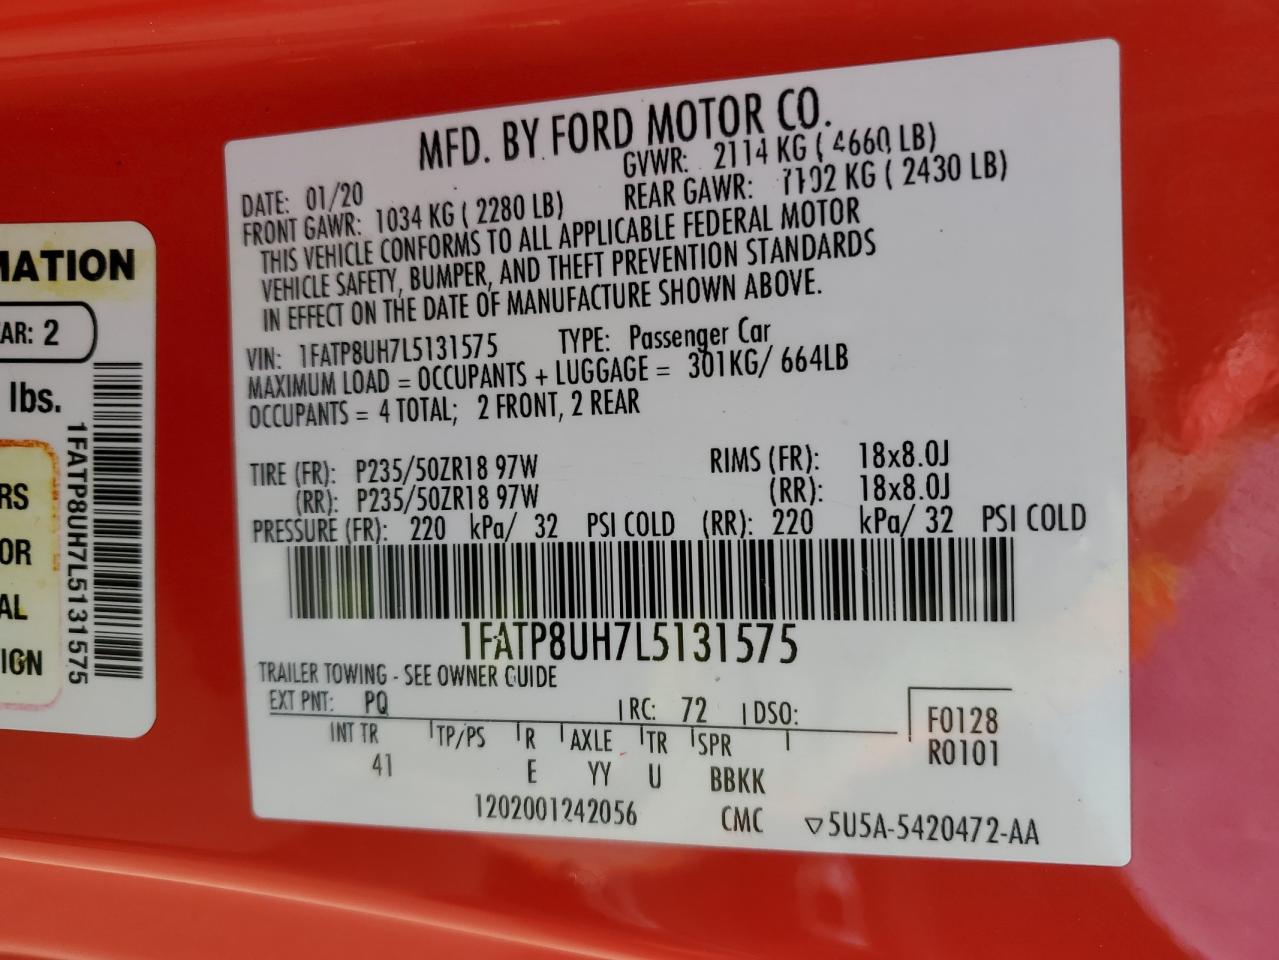 MFD. BY FORD MOTOR CO.
DATE: 01/20 GVWR: 2114 KG ( 4660 LB)
FRONT GAWR: 1034 KG ( 2280 LB) REAR GAWR: 1102 KG ( 2430 LB)
THIS VEHICLE CONFORMS TO ALL APPLICABLE FEDERAL MOTOR
VEHICLE SAFETY, BUMPER, AND THEFT PREVENTION STANDARDS
IN EFFECT ON THE DATE OF MANUFACTURE SHOWN ABOVE.
VIN: 1FATP8UH7L5131575 TYPE: Passenger Car
MAXIMUM LOAD = OCCUPANTS + LUGGAGE = 301KG/ 664LB
OCCUPANTS = 4 TOTAL; 2 FRONT, 2 REAR
TIRE (FR): P235/50ZR18 97W RIMS (FR): 18x8.0J
(RR): P235/50ZR18 97W (RR): 18x8.0J
PRESSURE (FR): 220 kPa/ 32 PSI COLD (RR): 220 kPa/ 32 PSI COLD
1FATP8UH7L5131575
TRAILER TOWING - SEE OWNER GUIDE
EXT PNT: PQ RC: 72 DSO: F0128
INT TR TP/PS R AXLE TR SPR R0101
41 E YY U BBKK
1202001242056 CMC ▽5U5A-5420472-AA
MATION
AR: 2
lbs.
1FATP8UH7L5131575
RS
OR
AL
IGN